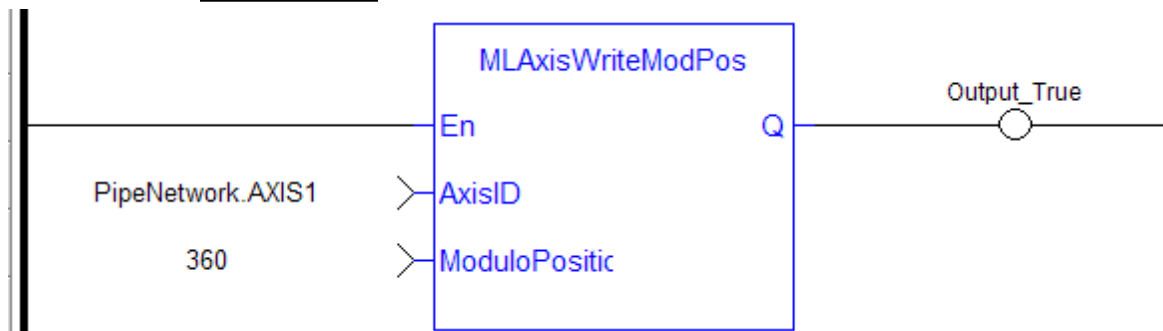 MLAxisWriteModPos
Output_True
En
Q
PipeNetwork.AXIS1
AxisID
360
ModuloPositic